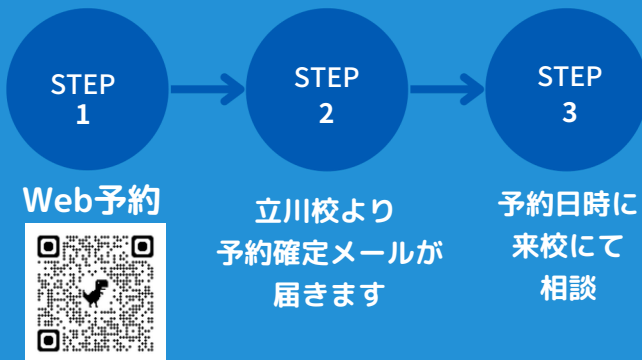 STEP
1
STEP
2
STEP
3
Web予約
立川校より
予約確定メールが
届きます
予約日時に
来校にて
相談